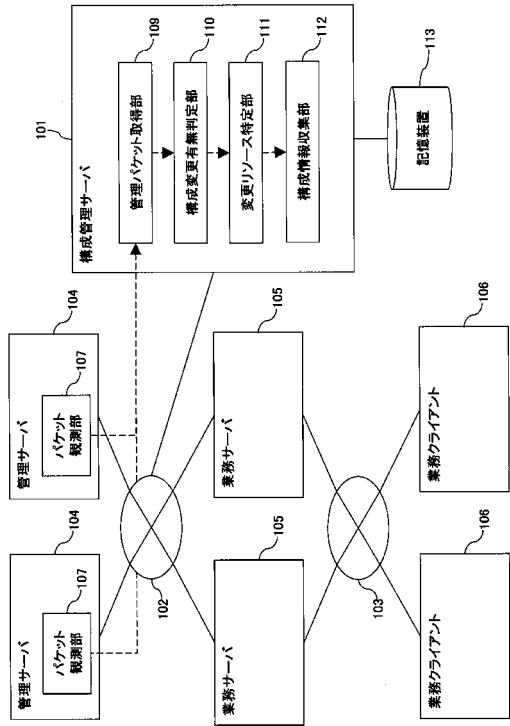 101
構成管理サーバ
管理パケット取得部
109
構成変更有無判定部
110
変更リソース特定部
111
構成情報収集部
112
記憶装置
113
104
管理サーバ
107
パケット
観測部
104
管理サーバ
107
パケット
観測部
102
105
業務サーバ
105
業務サーバ
103
106
業務クライアント
106
業務クライアント